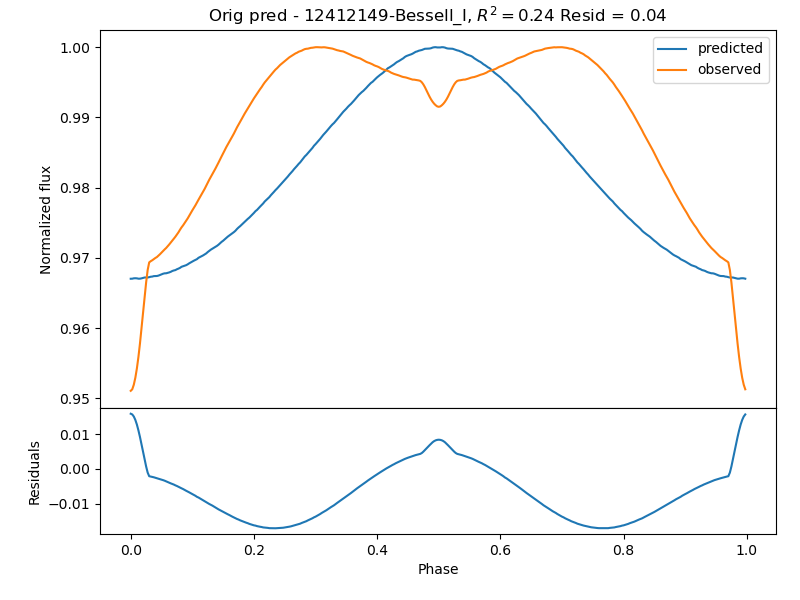 Orig pred - 12412149-Bessell_I, R² = 0.24 Resid = 0.04
predicted
observed
1.00
0.99
0.98
0.97
0.96
0.95
Normalized flux
0.01
0.00
−0.01
Residuals
0.0 0.2 0.4 0.6 0.8 1.0
Phase